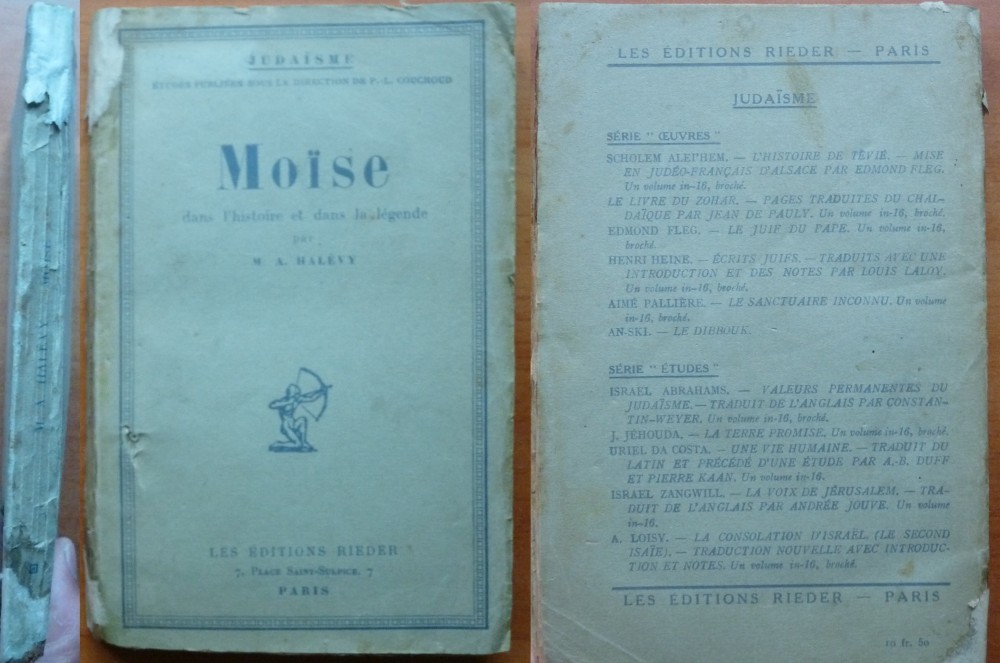 M. A. HALÉVY
JUDAÏSME
ÉTUDES PUBLIÉES SOUS LA DIRECTION DE P.-L. COUCHOUD
Moïse
dans l'histoire et dans la légende
par
M. A. HALÉVY
LES ÉDITIONS RIEDER
7, PLACE SAINT-SULPICE, 7
PARIS
LES ÉDITIONS RIEDER — PARIS
JUDAÏSME
SÉRIE " ŒUVRES "
SCHOLEM ALEI'HEM. — L'HISTOIRE DE TÈVIÉ. — MISE
EN JUDÉO-FRANÇAIS D'ALSACE PAR EDMOND FLEG.
Un volume in-16, broché.
LE LIVRE DU ZOHAR. — PAGES TRADUITES DU CHAL-
DAÏQUE PAR JEAN DE PAULY. Un volume in-16, broché.
EDMOND FLEG. — LE JUIF DU PAPE. Un volume in-16,
broché.
HENRI HEINE. — ÉCRITS JUIFS. — TRADUITS AVEC UNE
INTRODUCTION ET DES NOTES PAR LOUIS LALOY.
Un volume in-16, broché.
AIMÉ PALLIÈRE. — LE SANCTUAIRE INCONNU. Un volume
in-16, broché.
AN-SKI. — LE DIBBOUK.
SÉRIE " ÉTUDES "
ISRAEL ABRAHAMS. — VALEURS PERMANENTES DU
JUDAÏSME. — TRADUIT DE L'ANGLAIS PAR CONSTAN-
TIN-WEYER. Un volume in-16, broché.
J. JÉHOUDA. — LA TERRE PROMISE. Un volume in-16, broché.
URIEL DA COSTA. — UNE VIE HUMAINE. — TRADUIT DU
LATIN ET PRÉCÉDÉ D'UNE ÉTUDE PAR A.-B. DUFF
ET PIERRE KAAN. Un volume in-16.
ISRAEL ZANGWILL. — LA VOIX DE JÉRUSALEM. — TRA-
DUIT DE L'ANGLAIS PAR ANDRÉE JOUVE. Un volume
in-16.
A. LOISY. — LA CONSOLATION D'ISRAËL (LE SECOND
ISAÏE). — TRADUCTION NOUVELLE AVEC INTRODUC-
TION ET NOTES. Un volume in-16, broché.
LES ÉDITIONS RIEDER — PARIS
10 fr. 80